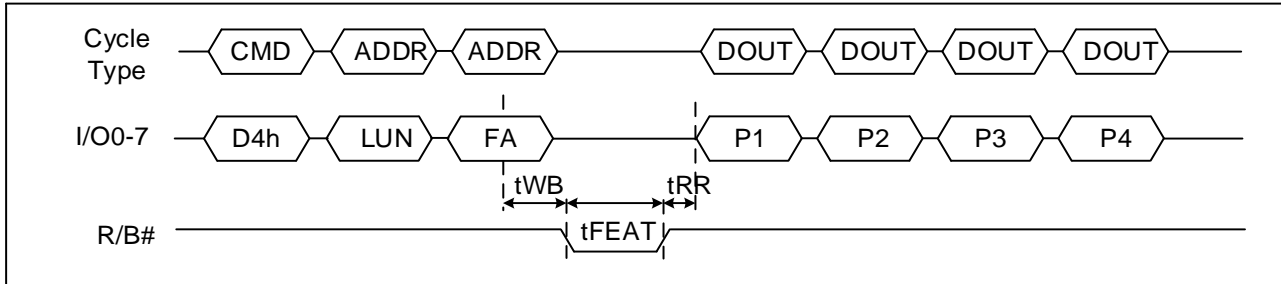 Cycle Type CMD ADDR ADDR DOUT DOUT DOUT DOUT
I/O0-7 D4h LUN FA P1 P2 P3 P4
tWB tRR
R/B# tFEAT